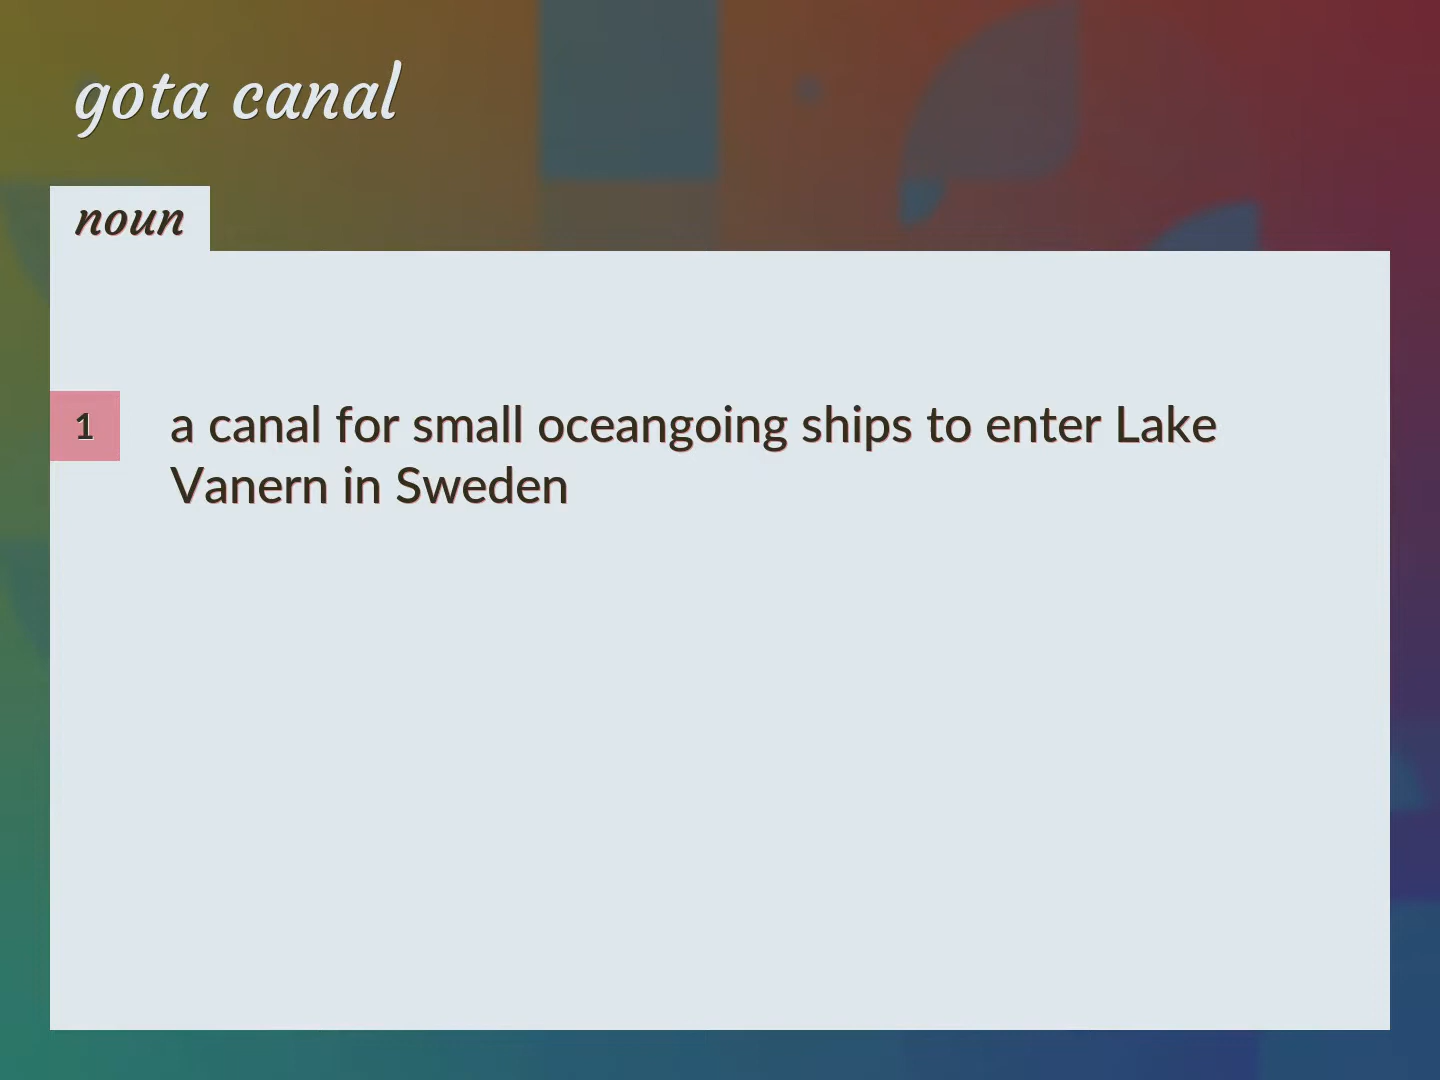 gota canal
noun
1 a canal for small oceangoing ships to enter Lake
Vanern in Sweden